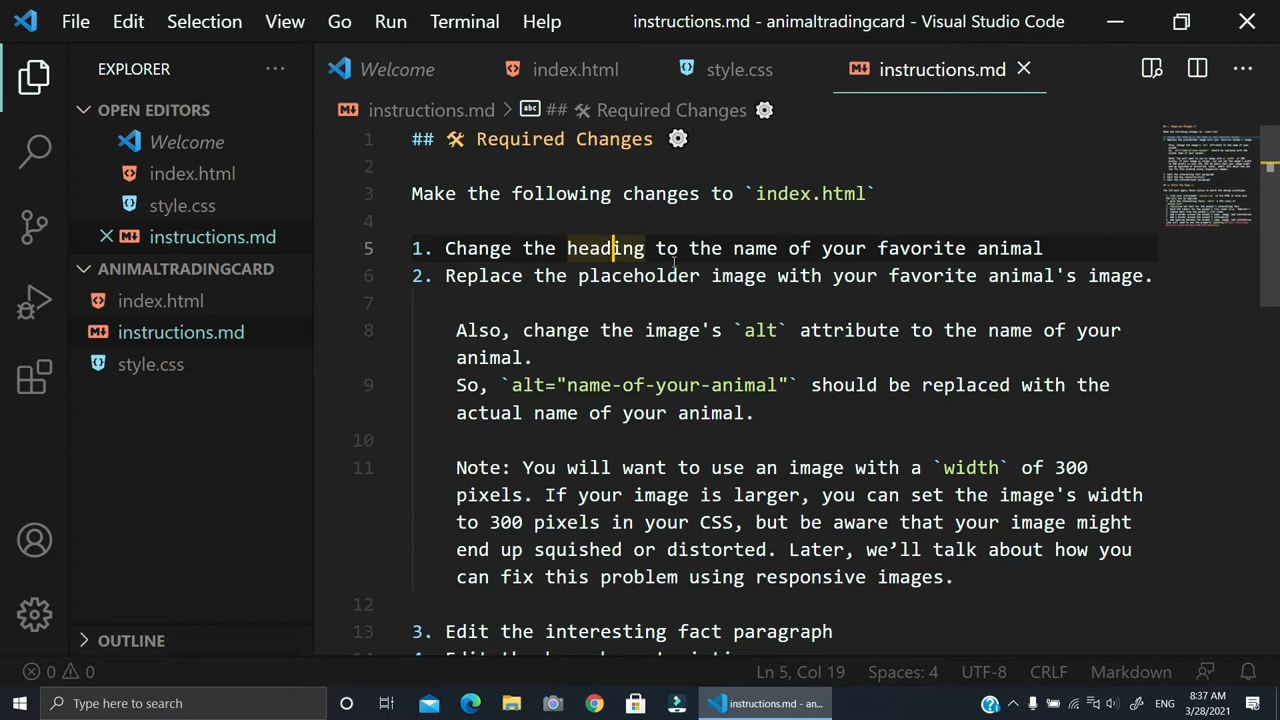 File Edit Selection View Go Run Terminal Help instructions.md - animaltradingcard - Visual Studio Code
EXPLORER
Welcome index.html style.css instructions.md
OPEN EDITORS
Welcome
index.html
style.css
instructions.md
ANIMALTRADINGCARD
index.html
instructions.md
style.css
OUTLINE
instructions.md > ## 🛠 Required Changes ⚙
1 ## 🛠 Required Changes ⚙
2
3 Make the following changes to `index.html`
4
5 1. Change the heading to the name of your favorite animal
6 2. Replace the placeholder image with your favorite animal's image.
7
8 Also, change the image's `alt` attribute to the name of your
animal.
9 So, `alt="name-of-your-animal"` should be replaced with the
actual name of your animal.
10
11 Note: You will want to use an image with a `width` of 300
pixels. If your image is larger, you can set the image's width
to 300 pixels in your CSS, but be aware that your image might
end up squished or distorted. Later, we’ll talk about how you
can fix this problem using responsive images.
12
13 3. Edit the interesting fact paragraph
0 0 Ln 5, Col 19 Spaces: 4 UTF-8 CRLF Markdown
Type here to search
instructions.md - an...
ENG
8:37 AM
3/28/2021